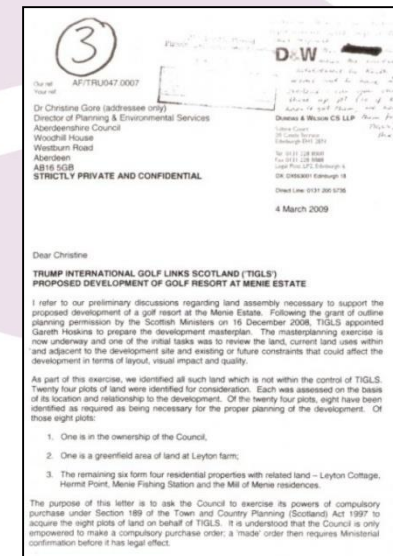 3
D&W
Our ref AF/TRU047.0007
Your ref
Dr Christine Gore (addressee only)
Director of Planning & Environmental Services
Aberdeenshire Council
Woodhill House
Westburn Road
Aberdeen
AB16 5GB
STRICTLY PRIVATE AND CONFIDENTIAL
DUNDAS & WILSON CS LLP
Saltire Court
20 Castle Terrace
Edinburgh EH1 2EN
Tel 0131 228 8000
Fax 0131 228 8888
Direct Line: 0131 200
4 March 2009
Dear Christine
TRUMP INTERNATIONAL GOLF LINKS SCOTLAND ('TIGLS')
PROPOSED DEVELOPMENT OF GOLF RESORT AT MENIE ESTATE
I refer to our preliminary discussions regarding land assembly necessary to support the
proposed development of a golf resort at the Menie Estate. Following the grant of outline
planning permission by the Scottish Ministers on 16 December 2008, TIGLS appointed
Gareth Hoskins to prepare the development masterplan. The masterplanning exercise is
now underway and one of the initial tasks was to review the land, current land uses within
and adjacent to the development site and existing or future constraints that could affect the
development in terms of layout, visual impact and quality.
As part of this exercise, we identified all such land which is not within the control of TIGLS.
Twenty four plots of land were identified for consideration. Each was assessed on the basis
of its location and relationship to the development. Of the twenty four plots, eight have been
identified as required as being necessary for the proper planning of the development. Of
those eight plots:
1. One is in the ownership of the Council,
2. One is a greenfield area of land at Leyton farm;
3. The remaining six form four residential properties with related land – Leyton Cottage,
Hermit Point, Menie Fishing Station and the Mill of Menie residences.
The purpose of this letter is to ask the Council to exercise its powers of compulsory
purchase under Section 189 of the Town and Country Planning (Scotland) Act 1997 to
acquire the eight plots of land on behalf of TIGLS. It is understood that the Council is only
empowered to make a compulsory purchase order; a 'made' order then requires Ministerial
confirmation before it has legal effect.